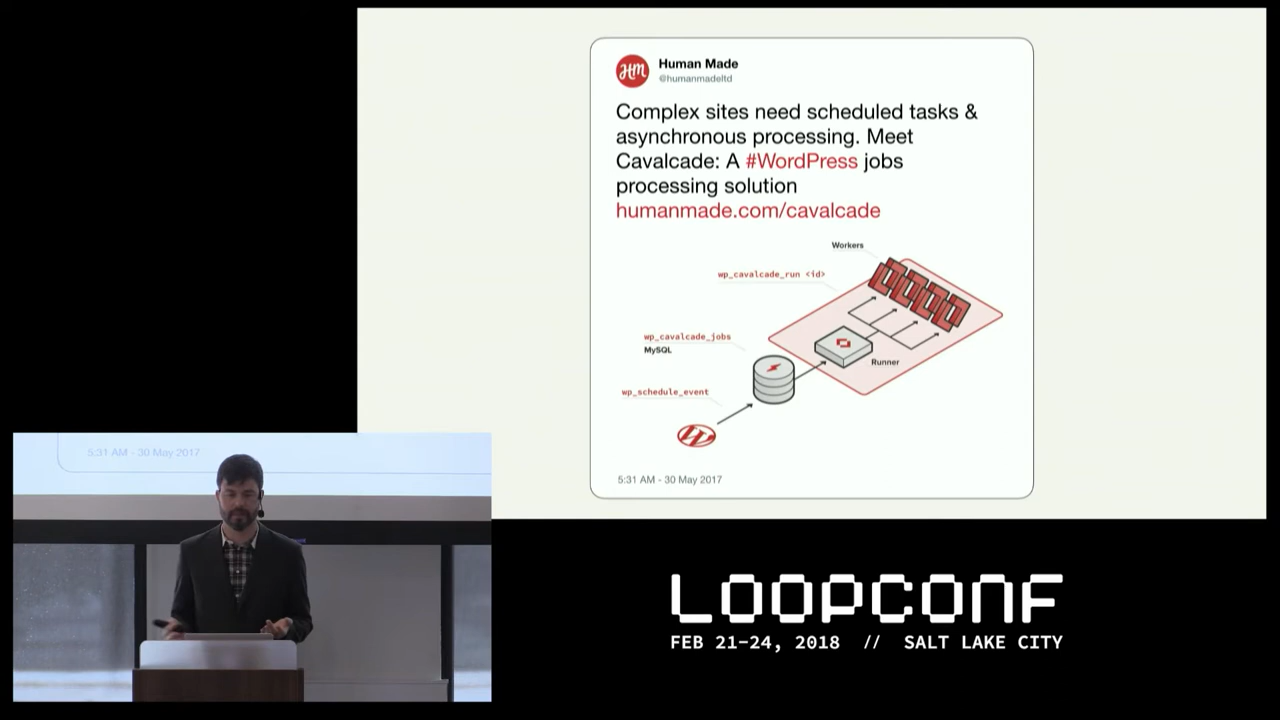 Human Made
@humanmadeltd
Complex sites need scheduled tasks &
asynchronous processing. Meet
Cavalcade: A #WordPress jobs
processing solution
humanmade.com/cavalcade
Workers
wp_cavalcade_run <id>
wp_cavalcade_jobs
MySQL
Runner
wp_schedule_event
5:31 AM - 30 May 2017
5:31 AM - 30 May 2017
LOOPCONF
FEB 21-24, 2018 // SALT LAKE CITY